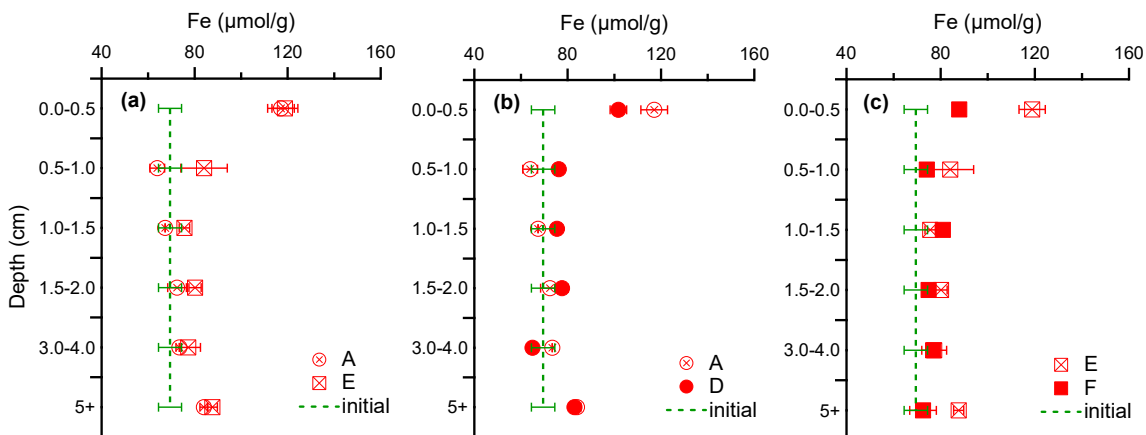 Fe (µmol/g)
40 80 120 160
(a)
Depth (cm)
0.0-0.5
0.5-1.0
1.0-1.5
1.5-2.0
3.0-4.0
5+
A
E
initial
Fe (µmol/g)
40 80 120 160
(b)
0.0-0.5
0.5-1.0
1.0-1.5
1.5-2.0
3.0-4.0
5+
A
D
initial
Fe (µmol/g)
40 80 120 160
(c)
0.0-0.5
0.5-1.0
1.0-1.5
1.5-2.0
3.0-4.0
5+
E
F
initial